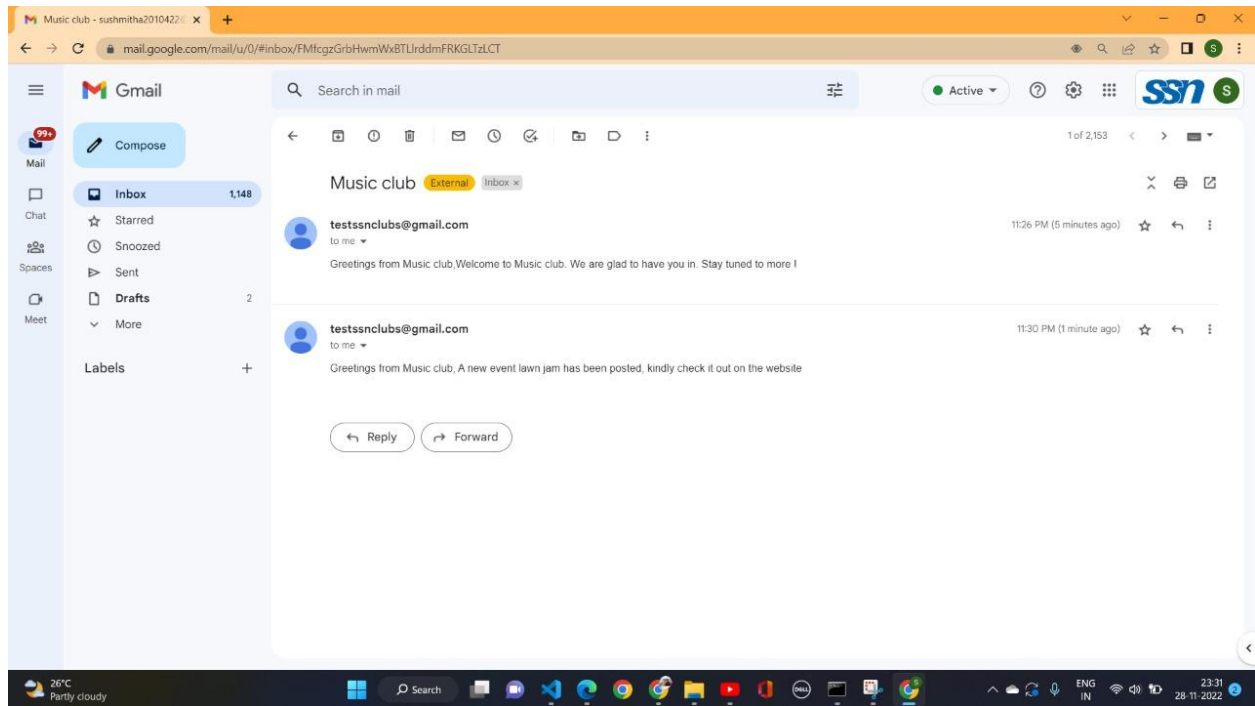 Music club - sushmitha2010422@
mail.google.com/mail/u/0/#inbox/FMfcgzGrbHwmWxBTLlrddmFRKGLTzLCT
S
Gmail
Search in mail
Active
ssn
S
99+
Mail
Compose
1 of 2,153
Inbox 1,148
Music club External Inbox ×
Chat
Starred
testssnclubs@gmail.com 11:26 PM (5 minutes ago)
to me
Snoozed
Spaces
Sent
Greetings from Music club,Welcome to Music club. We are glad to have you in. Stay tuned to more !
Drafts 2
Meet
More
testssnclubs@gmail.com 11:30 PM (1 minute ago)
to me
Labels +
Greetings from Music club, A new event lawn jam has been posted, kindly check it out on the website
Reply Forward
26°C
Partly cloudy
Search
DELL
ENG
IN
23:31
28-11-2022
2